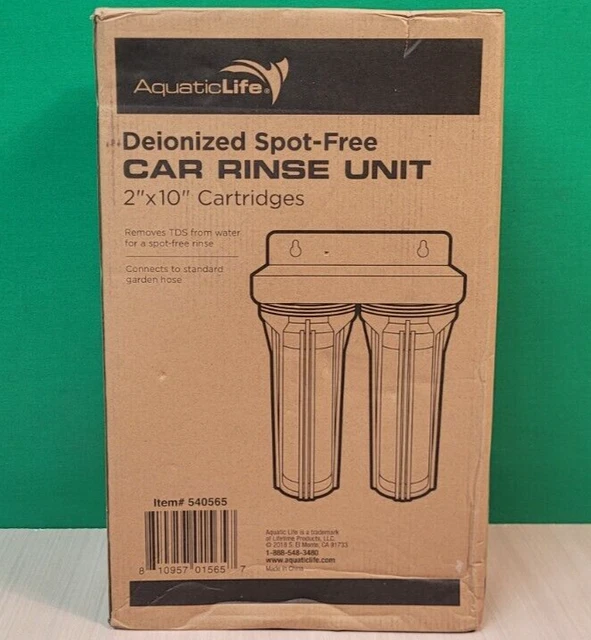 AquaticLife®
Deionized Spot-Free
CAR RINSE UNIT
2"x10" Cartridges
Removes TDS from water
for a spot-free rinse
Connects to standard
garden hose
Item# 540565
8 10957 01565 7
Aquatic Life is a trademark
of Lifetime Products, LLC.
S. El Monte, CA 91733
1-888-548-3480
www.aquaticlife.com
Made in China